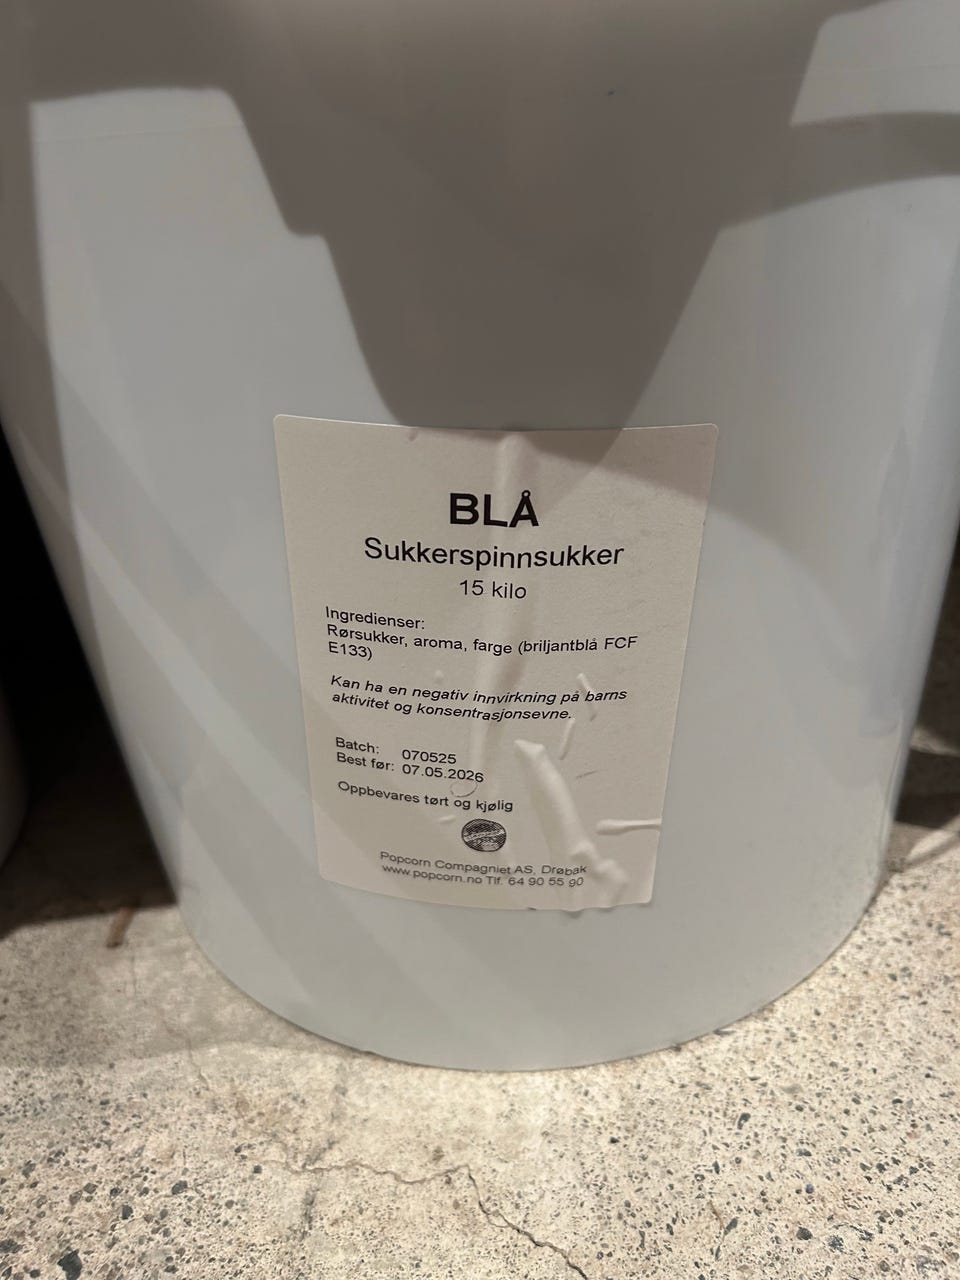 BLÅ
Sukkerspinnsukker
15 kilo
Ingredienser:
Rørsukker, aroma, farge (briljantblå FCF
E133)
Kan ha en negativ innvirkning på barns
aktivitet og konsentrasjonsevne.
Batch: 070525
Best før: 07.05.2026
Oppbevares tørt og kjølig
Popcorn Compagniet AS, Drøbak
www.popcorn.no Tlf. 64 90 55 90